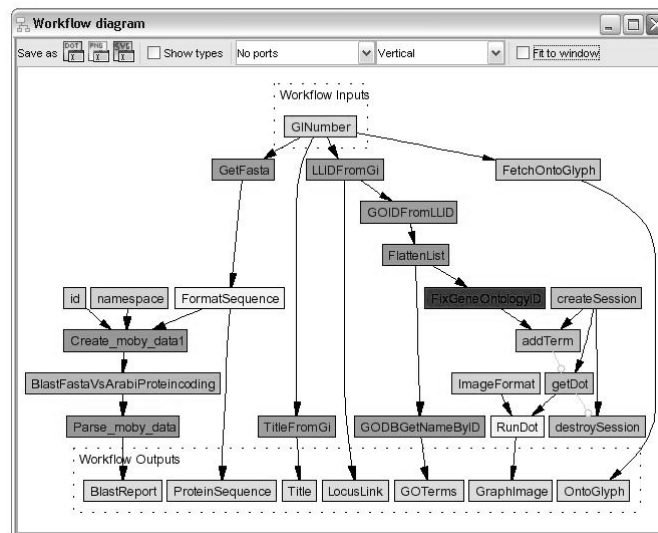 Workflow diagram
Save as DOT PNG SVG Show types No ports Vertical Fit to window
Workflow Inputs
GINumber
GetFasta LLIDFromGi FetchOntoGlyph
GOIDFromLLID
FlattenList
id namespace FormatSequence FixGeneOntologyID createSession
Create_moby_data1 addTerm
BlastFastaVsArabiProteincoding ImageFormat getDot
Parse_moby_data TitleFromGi GODBGetNameByID RunDot destroySession
Workflow Outputs
BlastReport ProteinSequence Title LocusLink GOTerms GraphImage OntoGlyph